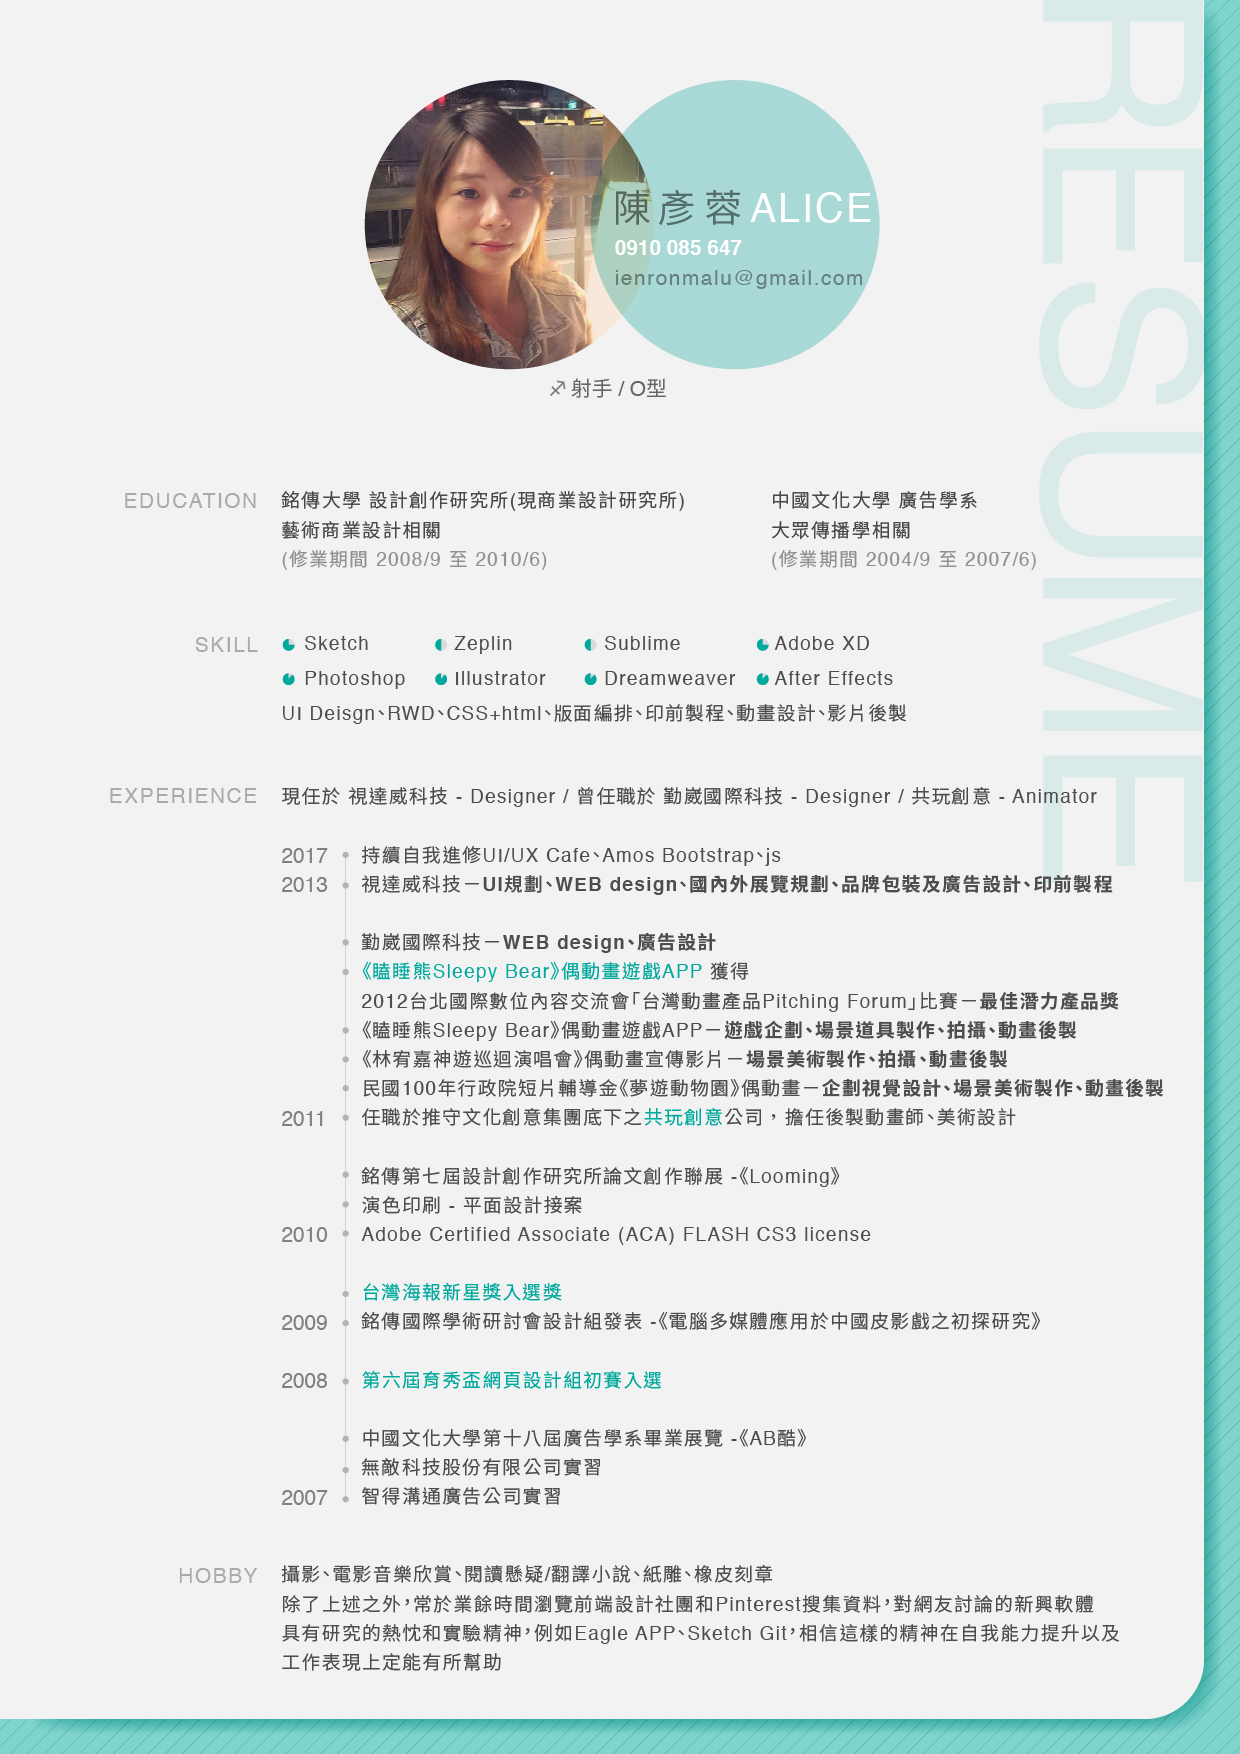 RESUME
陳彥蓉 ALICE
0910 085 647
ienronmalu@gmail.com
♐ 射手 / O型
EDUCATION
銘傳大學 設計創作研究所(現商業設計研究所)
藝術商業設計相關
(修業期間 2008/9 至 2010/6)
中國文化大學 廣告學系
大眾傳播學相關
(修業期間 2004/9 至 2007/6)
SKILL
Sketch Zeplin Sublime Adobe XD
Photoshop Illustrator Dreamweaver After Effects
UI Deisgn、RWD、CSS+html、版面編排、印前製程、動畫設計、影片後製
EXPERIENCE
現任於 視達威科技 - Designer / 曾任職於 勤崴國際科技 - Designer / 共玩創意 - Animator
2017 持續自我進修UI/UX Cafe、Amos Bootstrap、js
2013 視達威科技－UI規劃、WEB design、國內外展覽規劃、品牌包裝及廣告設計、印前製程
勤崴國際科技－WEB design、廣告設計
《瞌睡熊Sleepy Bear》偶動畫遊戲APP 獲得
2012台北國際數位內容交流會「台灣動畫產品Pitching Forum」比賽－最佳潛力產品獎
《瞌睡熊Sleepy Bear》偶動畫遊戲APP－遊戲企劃、場景道具製作、拍攝、動畫後製
《林宥嘉神遊巡迴演唱會》偶動畫宣傳影片－場景美術製作、拍攝、動畫後製
民國100年行政院短片輔導金《夢遊動物園》偶動畫－企劃視覺設計、場景美術製作、動畫後製
2011 任職於推守文化創意集團底下之共玩創意公司，擔任後製動畫師、美術設計
銘傳第七屆設計創作研究所論文創作聯展 -《Looming》
演色印刷 - 平面設計接案
2010 Adobe Certified Associate (ACA) FLASH CS3 license
台灣海報新星獎入選獎
2009 銘傳國際學術研討會設計組發表 -《電腦多媒體應用於中國皮影戲之初探研究》
2008 第六屆育秀盃網頁設計組初賽入選
中國文化大學第十八屆廣告學系畢業展覽 -《AB酷》
無敵科技股份有限公司實習
2007 智得溝通廣告公司實習
HOBBY
攝影、電影音樂欣賞、閱讀懸疑/翻譯小說、紙雕、橡皮刻章
除了上述之外，常於業餘時間瀏覽前端設計社團和Pinterest搜集資料，對網友討論的新興軟體
具有研究的熱忱和實驗精神，例如Eagle APP、Sketch Git，相信這樣的精神在自我能力提升以及
工作表現上定能有所幫助